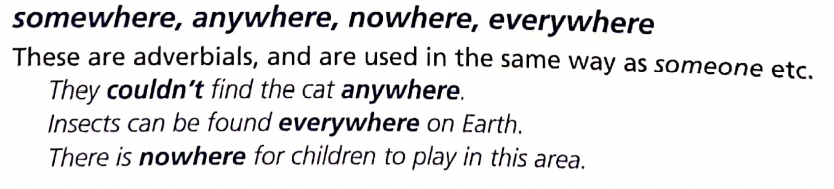 somewhere, anywhere, nowhere, everywhere
These are adverbials, and are used in the same way as someone etc.
They couldn't find the cat anywhere.
Insects can be found everywhere on Earth.
There is nowhere for children to play in this area.